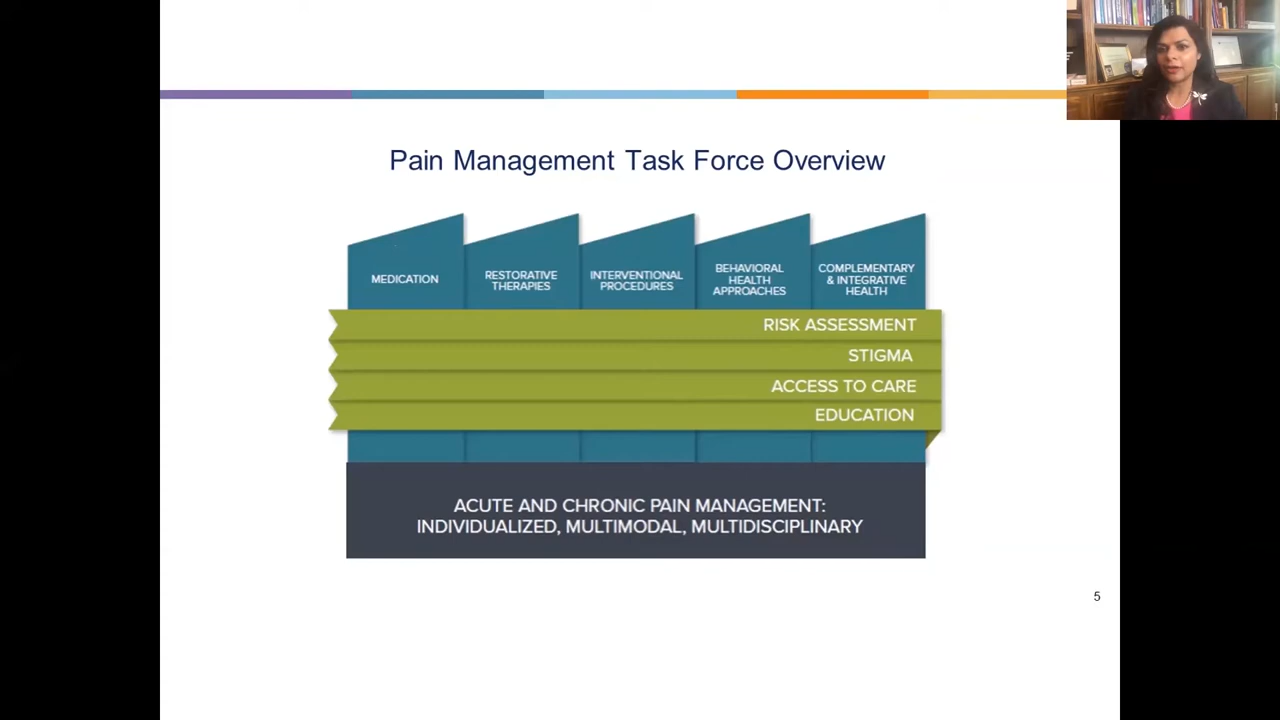 Pain Management Task Force Overview
MEDICATION
RESTORATIVE
THERAPIES
INTERVENTIONAL
PROCEDURES
BEHAVIORAL
HEALTH
APPROACHES
COMPLEMENTARY
& INTEGRATIVE
HEALTH
RISK ASSESSMENT
STIGMA
ACCESS TO CARE
EDUCATION
ACUTE AND CHRONIC PAIN MANAGEMENT:
INDIVIDUALIZED, MULTIMODAL, MULTIDISCIPLINARY
5